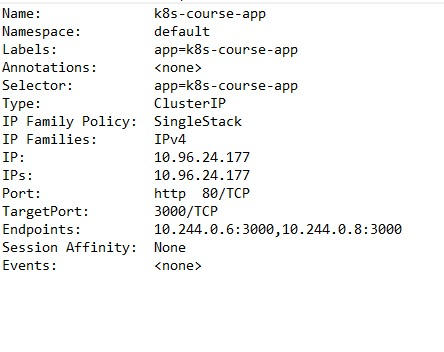 Name: k8s-course-app
Namespace: default
Labels: app=k8s-course-app
Annotations: <none>
Selector: app=k8s-course-app
Type: ClusterIP
IP Family Policy: SingleStack
IP Families: IPv4
IP: 10.96.24.177
IPs: 10.96.24.177
Port: http 80/TCP
TargetPort: 3000/TCP
Endpoints: 10.244.0.6:3000,10.244.0.8:3000
Session Affinity: None
Events: <none>